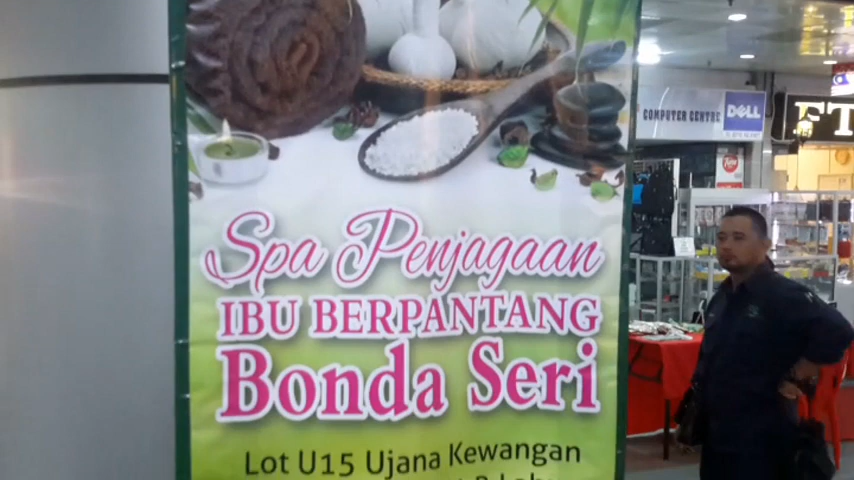 Spa Penjagaan
IBU BERPANTANG
Bonda Seri
Lot U15 Ujana Kewangan
COMPUTER CENTRE
DELL